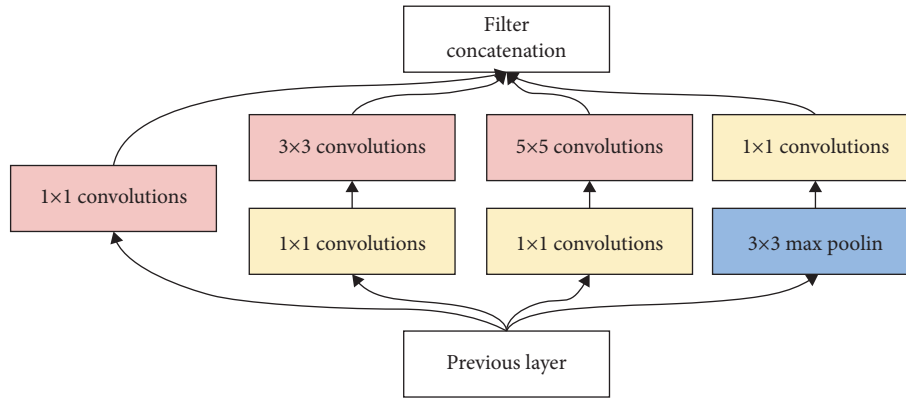 Filter
concatenation
3×3 convolutions
5×5 convolutions
1×1 convolutions
1×1 convolutions
1×1 convolutions
1×1 convolutions
3×3 max poolin
Previous layer